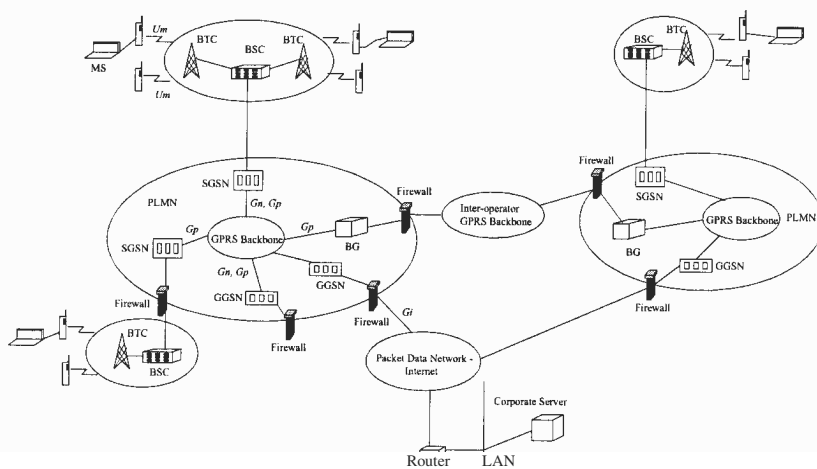 Um
BTC
BSC
BTC
MS
Um
BSC
BTC
Firewall
SGSN
Gn, Gp
PLMN
Firewall
Inter-operator
GPRS Backbone
SGSN
GPRS Backbone
PLMN
Gp
SGSN
GPRS Backbone
Gp
BG
BG
GGSN
Gn, Gp
GGSN
GGSN
Firewall
Firewall
Firewall
Firewall
Gi
BTC
BSC
Packet Data Network -
Internet
Corporate Server
Router
LAN